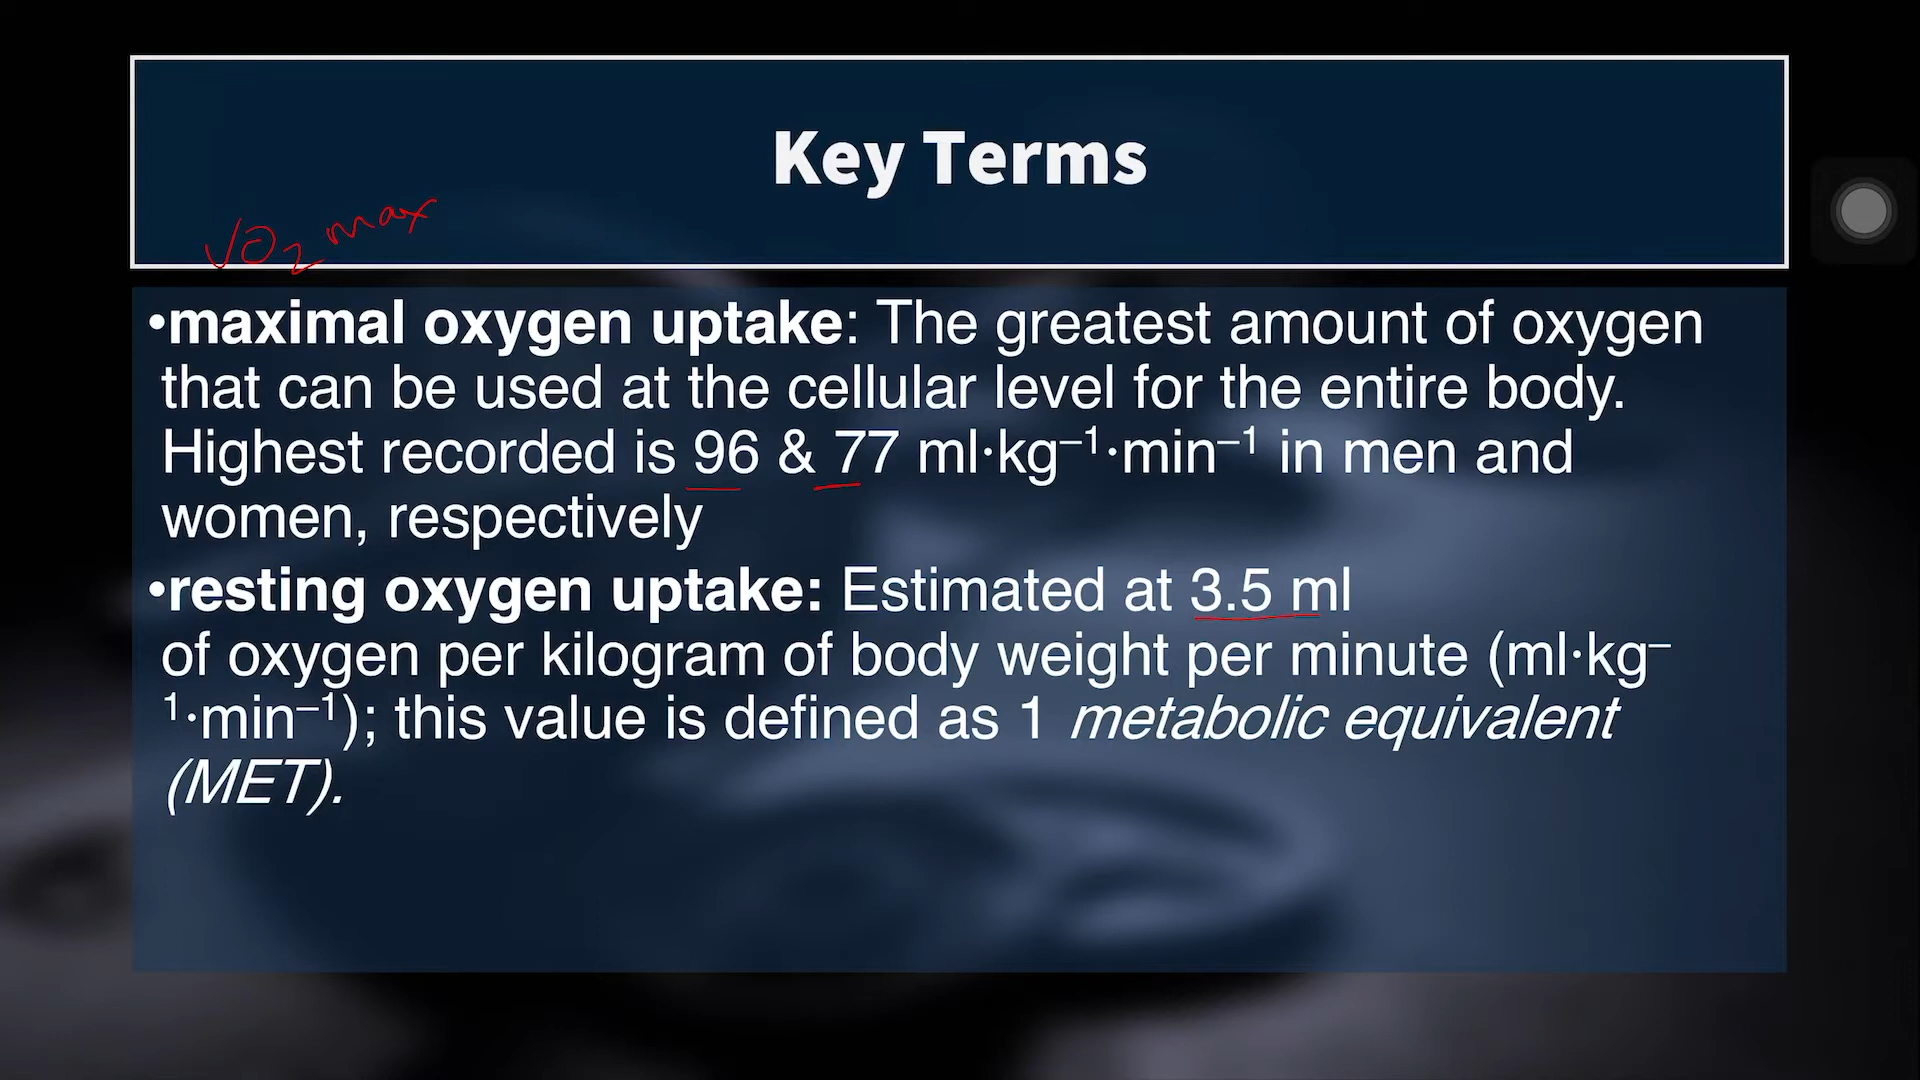 Key Terms
VO2 max
•maximal oxygen uptake: The greatest amount of oxygen
that can be used at the cellular level for the entire body.
Highest recorded is 96 & 77 ml·kg⁻¹·min⁻¹ in men and
women, respectively
•resting oxygen uptake: Estimated at 3.5 ml
of oxygen per kilogram of body weight per minute (ml·kg⁻
¹·min⁻¹); this value is defined as 1 metabolic equivalent
(MET).